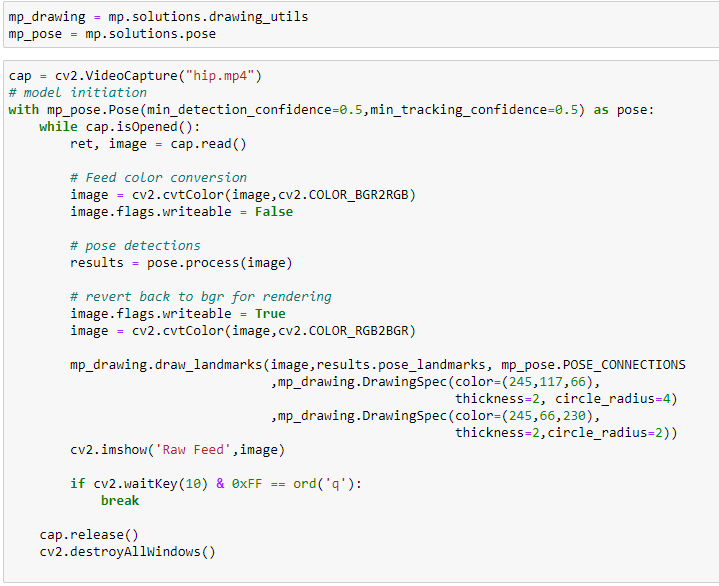 mp_drawing = mp.solutions.drawing_utils
mp_pose = mp.solutions.pose
cap = cv2.VideoCapture("hip.mp4")
# model initiation
with mp_pose.Pose(min_detection_confidence=0.5,min_tracking_confidence=0.5) as pose:
    while cap.isOpened():
        ret, image = cap.read()
        # Feed color conversion
        image = cv2.cvtColor(image,cv2.COLOR_BGR2RGB)
        image.flags.writeable = False
        # pose detections
        results = pose.process(image)
        # revert back to bgr for rendering
        image.flags.writeable = True
        image = cv2.cvtColor(image,cv2.COLOR_RGB2BGR)
        mp_drawing.draw_landmarks(image,results.pose_landmarks, mp_pose.POSE_CONNECTIONS
                                  ,mp_drawing.DrawingSpec(color=(245,117,66),
                                                          thickness=2, circle_radius=4)
                                  ,mp_drawing.DrawingSpec(color=(245,66,230),
                                                          thickness=2,circle_radius=2))
        cv2.imshow('Raw Feed',image)
        if cv2.waitKey(10) & 0xFF == ord('q'):
            break
    cap.release()
    cv2.destroyAllWindows()